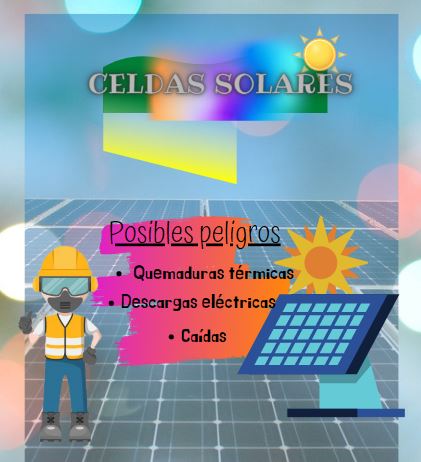 CELDAS SOLARES
Posibles peligros
• Quemaduras térmicas
• Descargas eléctricas
• Caídas